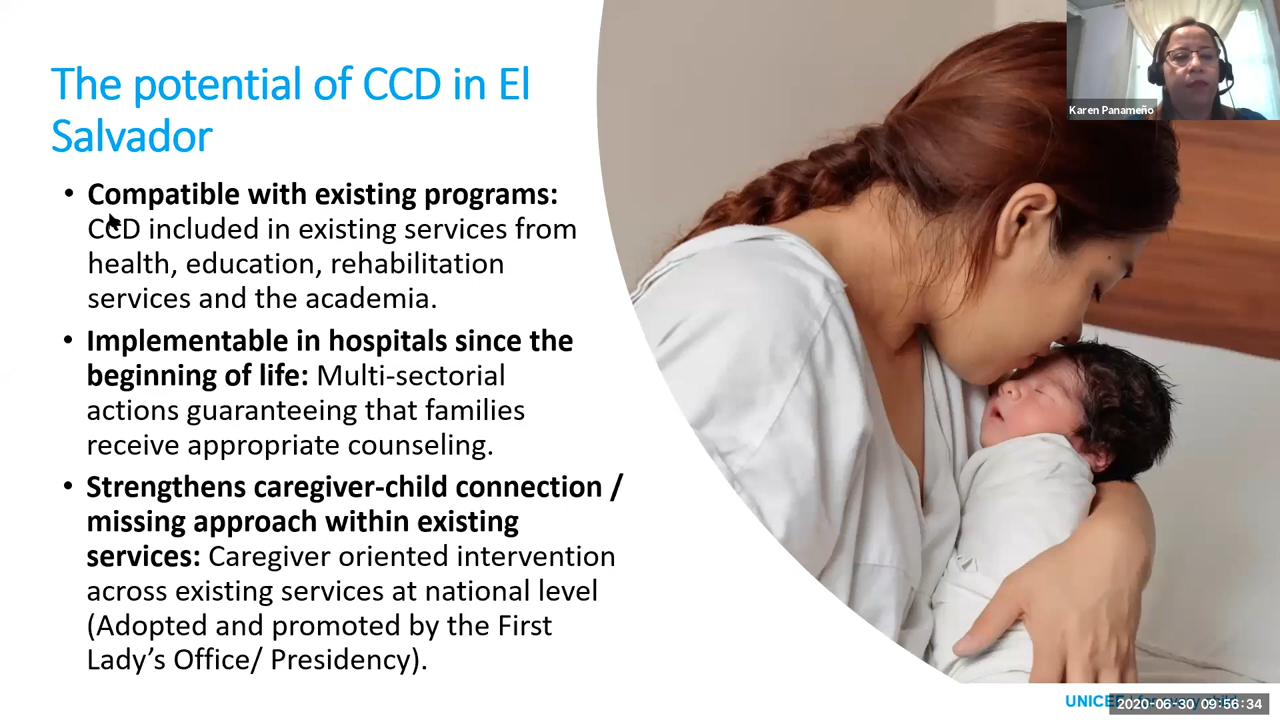 The potential of CCD in El
Salvador
• Compatible with existing programs:
CCD included in existing services from
health, education, rehabilitation
services and the academia.
• Implementable in hospitals since the
beginning of life: Multi-sectorial
actions guaranteeing that families
receive appropriate counseling.
• Strengthens caregiver-child connection /
missing approach within existing
services: Caregiver oriented intervention
across existing services at national level
(Adopted and promoted by the First
Lady’s Office/ Presidency).
Karen Panameño
2020-06-30 09:56:34